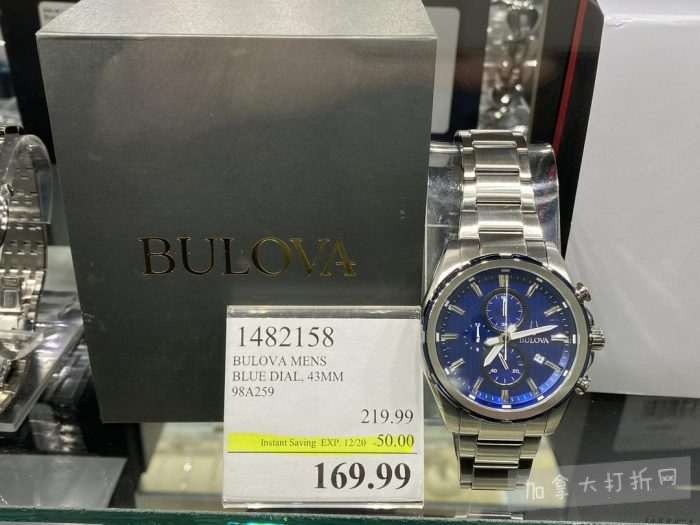 BULOVA
1482158
BULOVA MENS
BLUE DIAL, 43MM
98A259
219.99
Instant Saving EXP. 12/20 -50.00
169.99
BULOVA
加拿大打折网